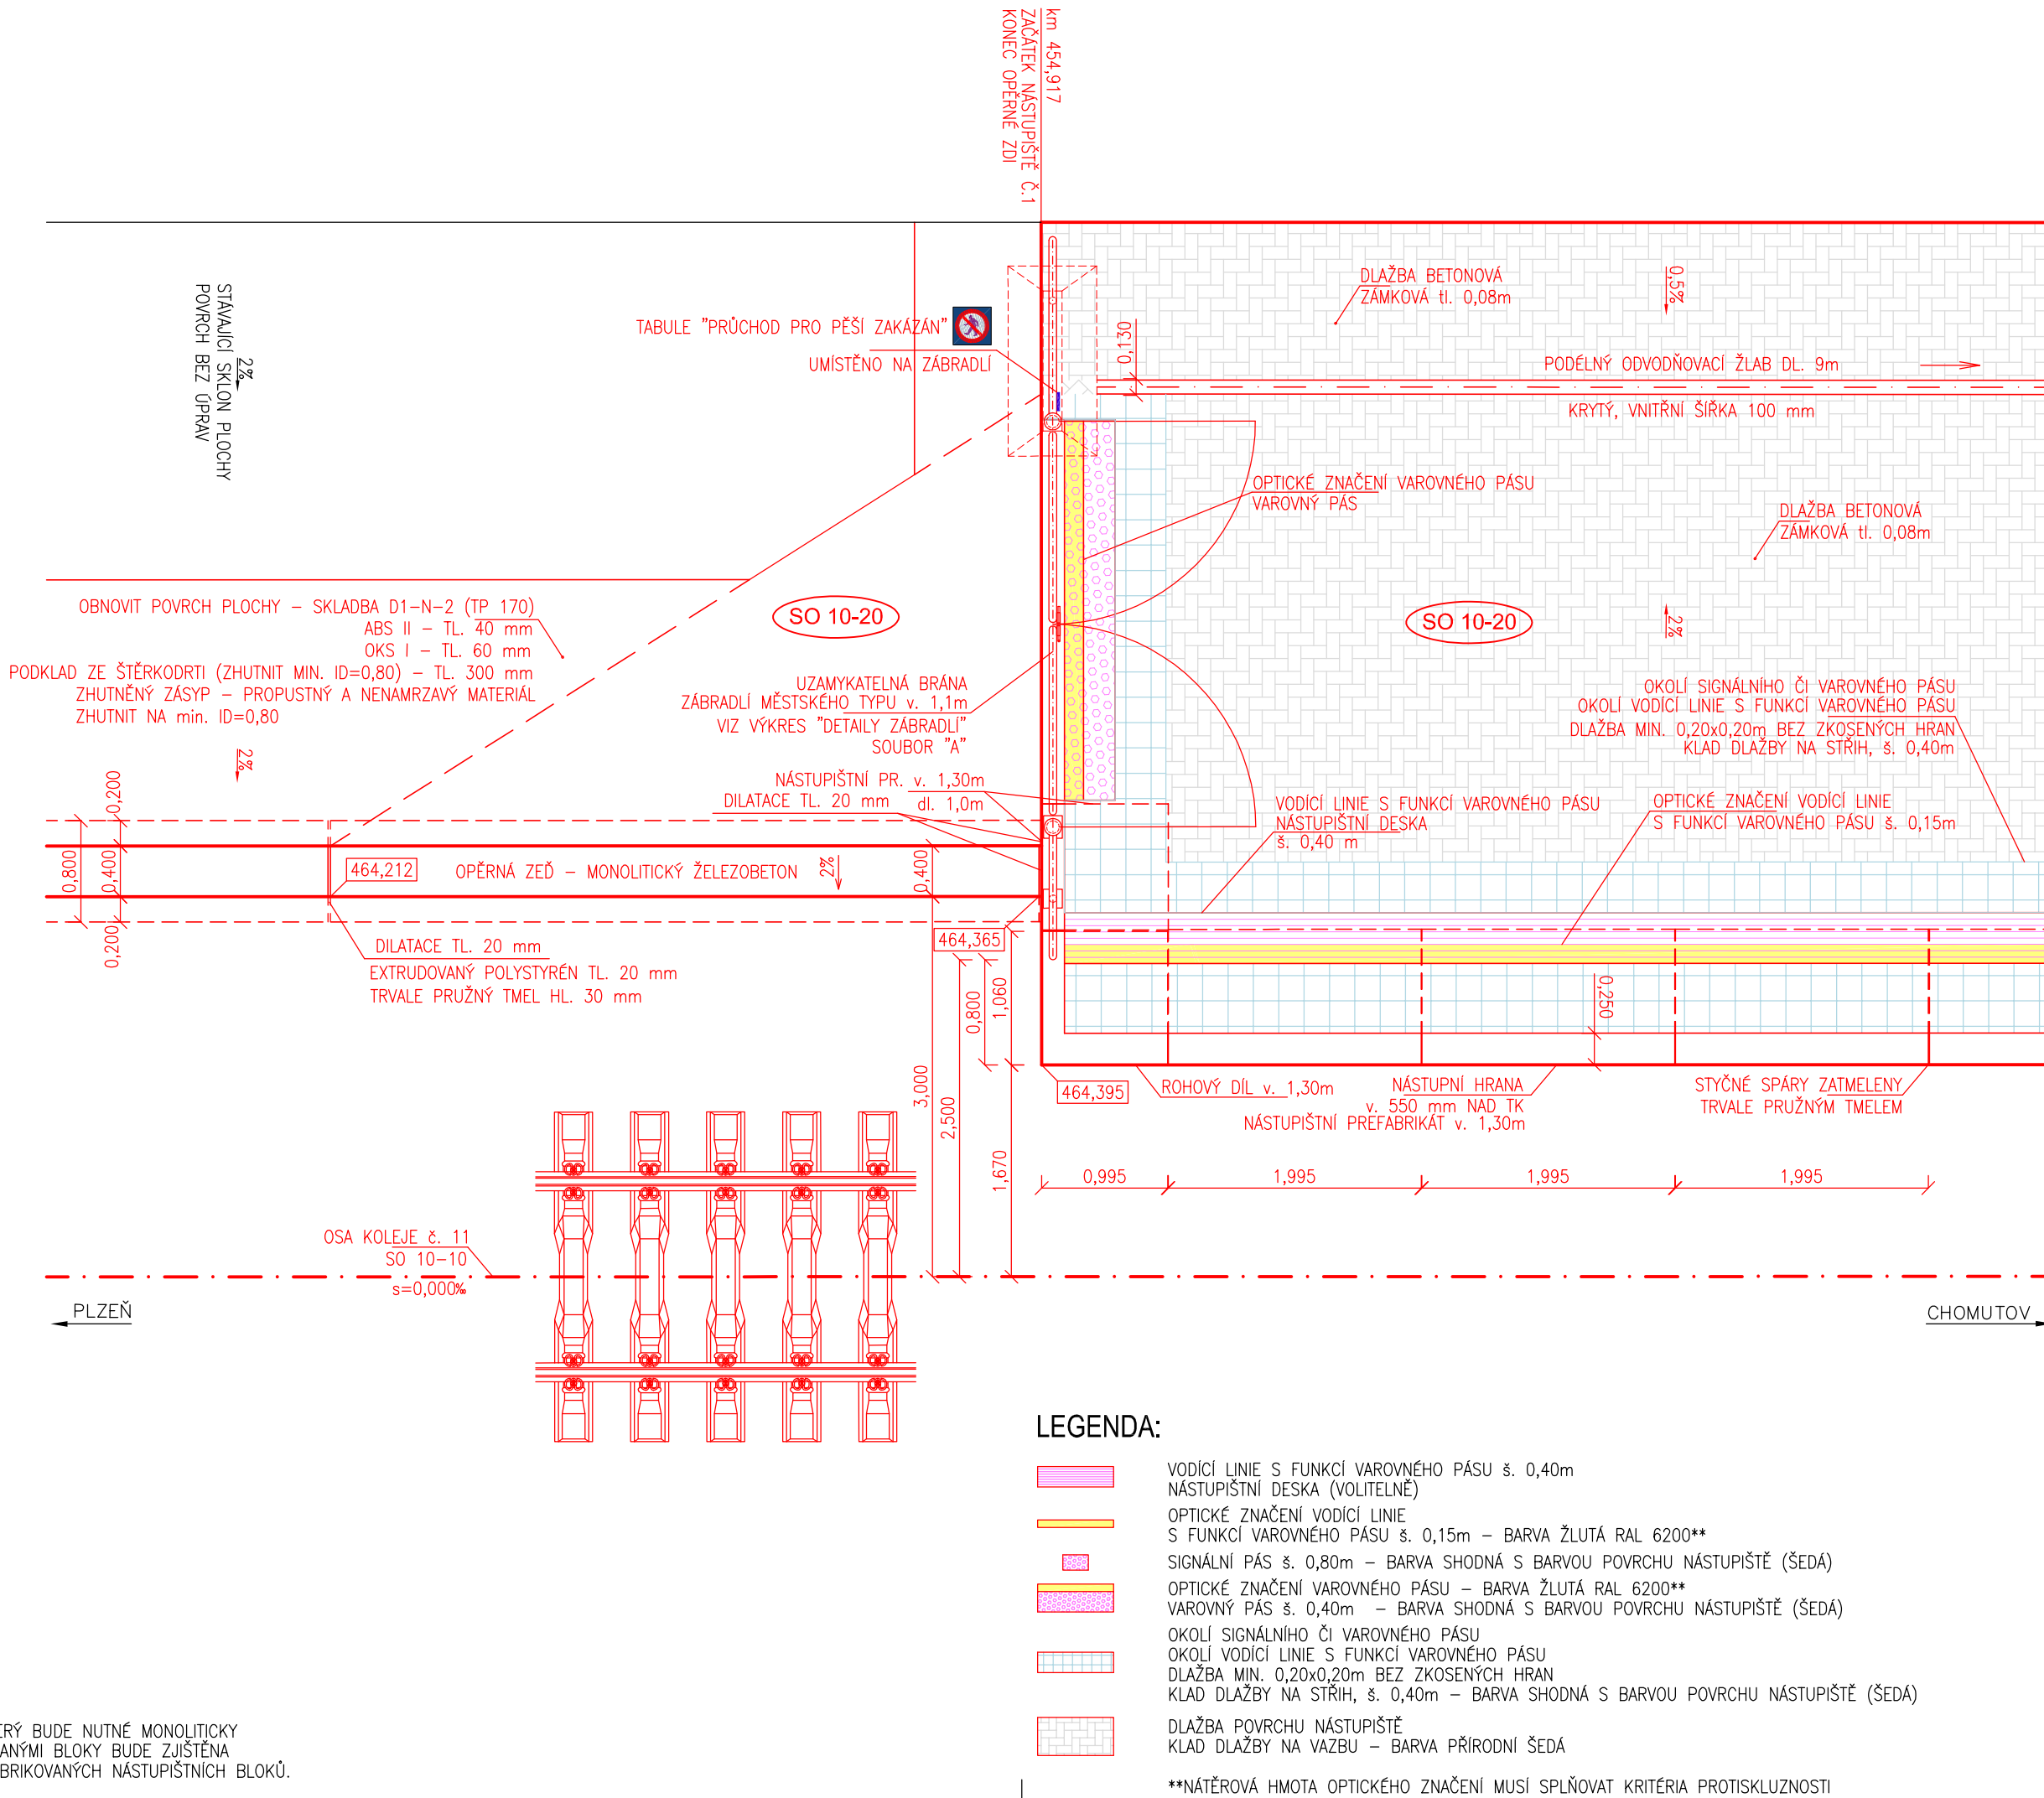 km 454,917
ZAČÁTEK NÁSTUPIŠTĚ Č.1
KONEC OPĚRNÉ ZDI
STÁVAJÍCÍ SKLON PLOCHY
POVRCH BEZ ÚPRAV
2%
TABULE "PRŮCHOD PRO PĚŠÍ ZAKÁZÁN"
UMÍSTĚNO NA ZÁBRADLÍ
0,130
DLAŽBA BETONOVÁ
ZÁMKOVÁ tl. 0,08m
0,5%
PODÉLNÝ ODVODŇOVACÍ ŽLAB DL. 9m
KRYTÝ, VNITŘNÍ ŠÍŘKA 100 mm
OPTICKÉ ZNAČENÍ VAROVNÉHO PÁSU
VAROVNÝ PÁS
DLAŽBA BETONOVÁ
ZÁMKOVÁ tl. 0,08m
OBNOVIT POVRCH PLOCHY – SKLADBA D1-N-2 (TP 170)
ABS II – TL. 40 mm
OKS I – TL. 60 mm
PODKLAD ZE ŠTĚRKODRTI (ZHUTNIT MIN. ID=0,80) – TL. 300 mm
ZHUTNĚNÝ ZÁSYP – PROPUSTNÝ A NENAMRZAVÝ MATERIÁL
ZHUTNIT NA min. ID=0,80
2%
SO 10-20
SO 10-20
2%
UZAMYKATELNÁ BRÁNA
ZÁBRADLÍ MĚSTSKÉHO TYPU v. 1,1m
VIZ VÝKRES "DETAILY ZÁBRADLÍ"
SOUBOR "A"
NÁSTUPIŠTNÍ PR. v. 1,30m
dl. 1,0m
DILATACE TL. 20 mm
OKOLÍ SIGNÁLNÍHO ČI VAROVNÉHO PÁSU
OKOLÍ VODÍCÍ LINIE S FUNKCÍ VAROVNÉHO PÁSU
DLAŽBA MIN. 0,20x0,20m BEZ ZKOSENÝCH HRAN
KLAD DLAŽBY NA STŘIH, š. 0,40m
VODÍCÍ LINIE S FUNKCÍ VAROVNÉHO PÁSU
NÁSTUPIŠTNÍ DESKA
š. 0,40 m
OPTICKÉ ZNAČENÍ VODÍCÍ LINIE
S FUNKCÍ VAROVNÉHO PÁSU š. 0,15m
0,800
0,200
0,400
0,200
464,212
OPĚRNÁ ZEĎ – MONOLITICKÝ ŽELEZOBETON
2%
0,400
DILATACE TL. 20 mm
EXTRUDOVANÝ POLYSTYRÉN TL. 20 mm
TRVALE PRUŽNÝ TMEL HL. 30 mm
464,365
3,000
2,500
0,800
1,060
1,670
0,250
464,395
ROHOVÝ DÍL v. 1,30m
NÁSTUPNÍ HRANA
v. 550 mm NAD TK
NÁSTUPIŠTNÍ PREFABRIKÁT v. 1,30m
STYČNÉ SPÁRY ZATMELENY
TRVALE PRUŽNÝM TMELEM
0,995
1,995
1,995
1,995
OSA KOLEJE č. 11
SO 10-10
s=0,000‰
PLZEŇ
CHOMUTOV
LEGENDA:
VODÍCÍ LINIE S FUNKCÍ VAROVNÉHO PÁSU š. 0,40m
NÁSTUPIŠTNÍ DESKA (VOLITELNĚ)
OPTICKÉ ZNAČENÍ VODÍCÍ LINIE
S FUNKCÍ VAROVNÉHO PÁSU š. 0,15m – BARVA ŽLUTÁ RAL 6200**
SIGNÁLNÍ PÁS š. 0,80m – BARVA SHODNÁ S BARVOU POVRCHU NÁSTUPIŠTĚ (ŠEDÁ)
OPTICKÉ ZNAČENÍ VAROVNÉHO PÁSU – BARVA ŽLUTÁ RAL 6200**
VAROVNÝ PÁS š. 0,40m – BARVA SHODNÁ S BARVOU POVRCHU NÁSTUPIŠTĚ (ŠEDÁ)
OKOLÍ SIGNÁLNÍHO ČI VAROVNÉHO PÁSU
OKOLÍ VODÍCÍ LINIE S FUNKCÍ VAROVNÉHO PÁSU
DLAŽBA MIN. 0,20x0,20m BEZ ZKOSENÝCH HRAN
KLAD DLAŽBY NA STŘIH, š. 0,40m – BARVA SHODNÁ S BARVOU POVRCHU NÁSTUPIŠTĚ (ŠEDÁ)
DLAŽBA POVRCHU NÁSTUPIŠTĚ
KLAD DLAŽBY NA VAZBU – BARVA PŘÍRODNÍ ŠEDÁ
**NÁTĚROVÁ HMOTA OPTICKÉHO ZNAČENÍ MUSÍ SPLŇOVAT KRITÉRIA PROTISKLUZNOSTI
ERÝ BUDE NUTNÉ MONOLITICKY
ANÝMI BLOKY BUDE ZJIŠTĚNA
BRIKOVANÝCH NÁSTUPIŠTNÍCH BLOKŮ.